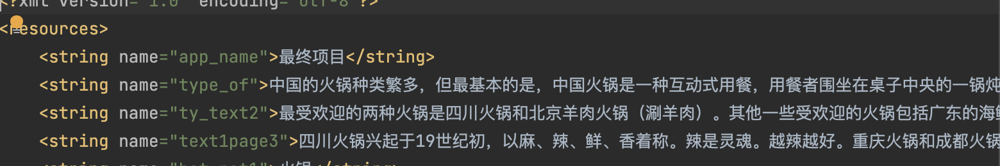 <?xml version="1.0" encoding="utf-8"?>
<resources>
<string name="app_name">最终项目</string>
<string name="type_of">中国的火锅种类繁多，但最基本的是，中国火锅是一种互动式用餐，用餐者围坐在桌子中央的一锅炖
<string name="ty_text2">最受欢迎的两种火锅是四川火锅和北京羊肉火锅（涮羊肉）。其他一些受欢迎的火锅包括广东的海鲜
<string name="text1page3">四川火锅兴起于19世纪初，以麻、辣、鲜、香着称。辣是灵魂。越辣越好。重庆火锅和成都火锅
<string name="hot_pot1">火锅</string>